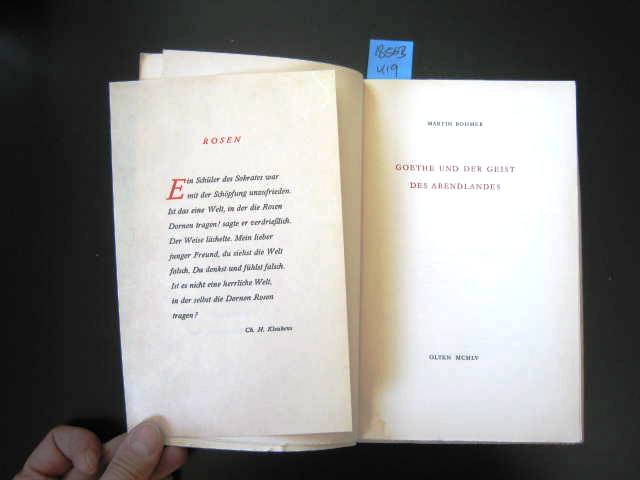 ROSEN
Ein Schüler des Sokrates war
mit der Schöpfung unzufrieden.
Ist das eine Welt, in der die Rosen
Dornen tragen? sagte er verdrießlich.
Der Weise lächelte. Mein lieber
junger Freund, du siehst die Welt
falsch. Du denkst und fühlst falsch.
Ist es nicht eine herrliche Welt,
in der selbst die Dornen Rosen
tragen?
Ch. H. Kleukens
MARTIN BODMER
GOETHE UND DER GEIST
DES ABENDLANDES
OLTEN MCMLV